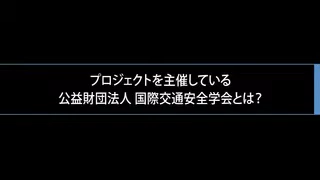 プロジェクトを主催している
公益財団法人 国際交通安全学会とは?